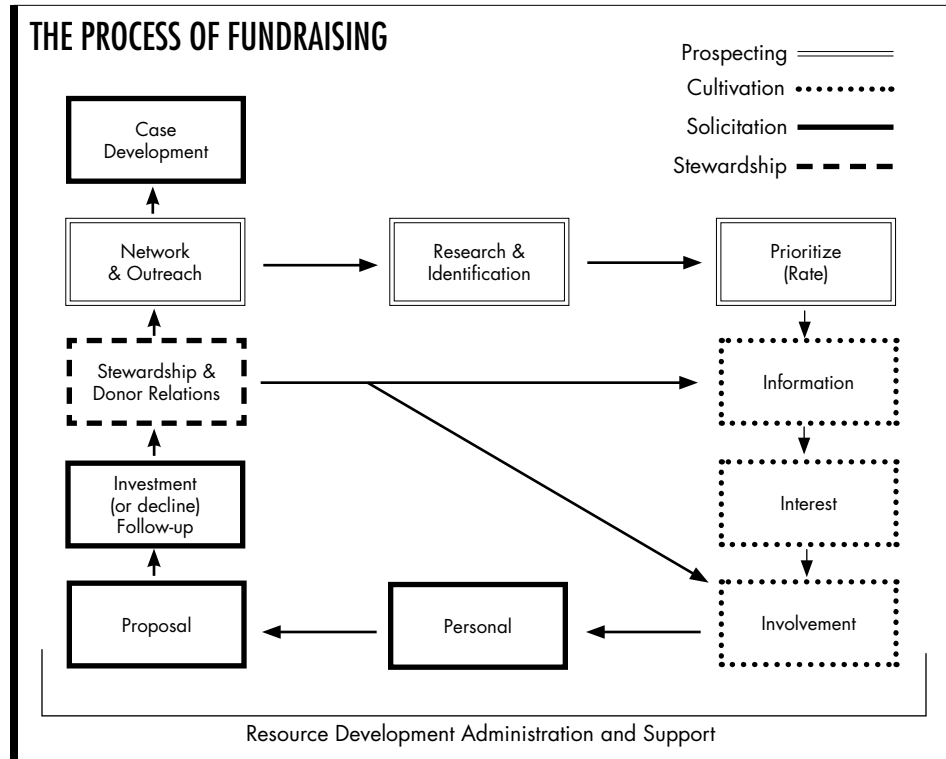 THE PROCESS OF FUNDRAISING
Prospecting
Cultivation
Solicitation
Stewardship
Case
Development
Network
& Outreach
Research &
Identification
Prioritize
(Rate)
Stewardship &
Donor Relations
Information
Investment
(or decline)
Follow-up
Interest
Proposal
Personal
Involvement
Resource Development Administration and Support